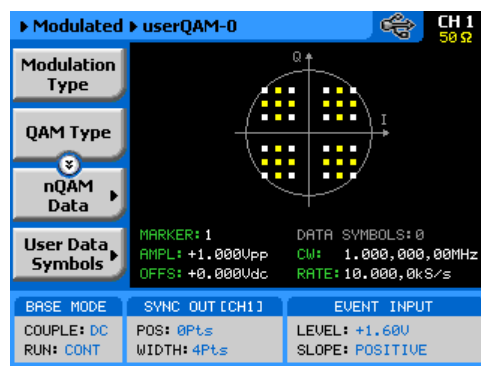 ▸ Modulated ▸ userQAM-0
CH 1
50 Ω
Modulation Type
QAM Type
nQAM Data
User Data Symbols
Q
I
MARKER: 1
DATA SYMBOLS: 0
AMPL: +1.000Vpp
CW: 1.000,000,00MHz
OFFS: +0.000Vdc
RATE: 10.000,0kS/s
BASE MODE
SYNC OUT [CH1]
EVENT INPUT
COUPLE: DC
POS: 0Pts
LEVEL: +1.60V
RUN: CONT
WIDTH: 4Pts
SLOPE: POSITIVE